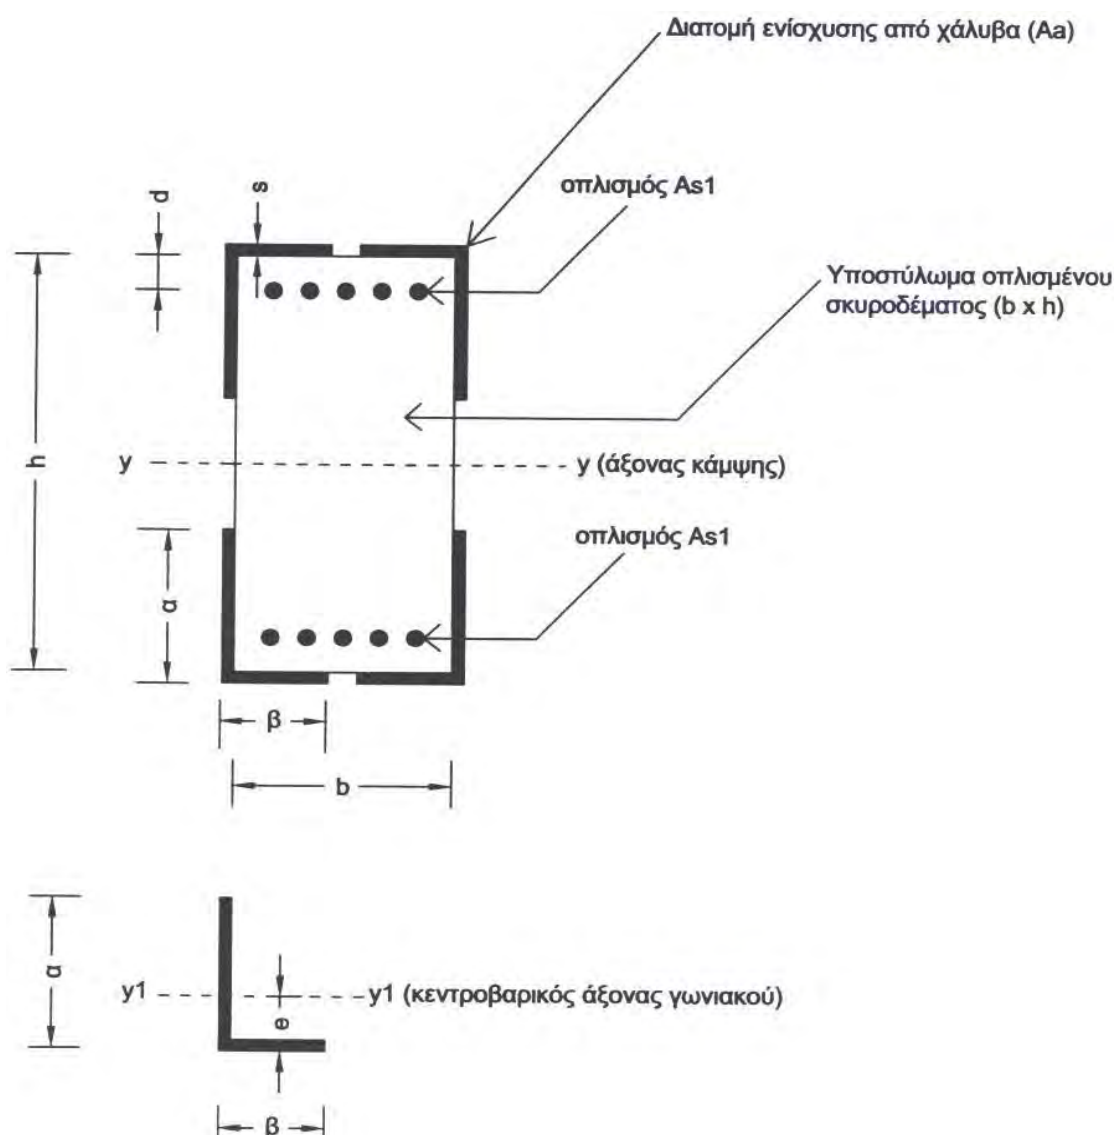 Διατομή ενίσχυσης από χάλυβα (Aa)
d
s
οπλισμός As1
Υποστύλωμα οπλισμένου
σκυροδέματος (b x h)
h
y
y (άξονας κάμψης)
οπλισμός As1
α
β
b
α
y1
y1 (κεντροβαρικός άξονας γωνιακού)
e
β